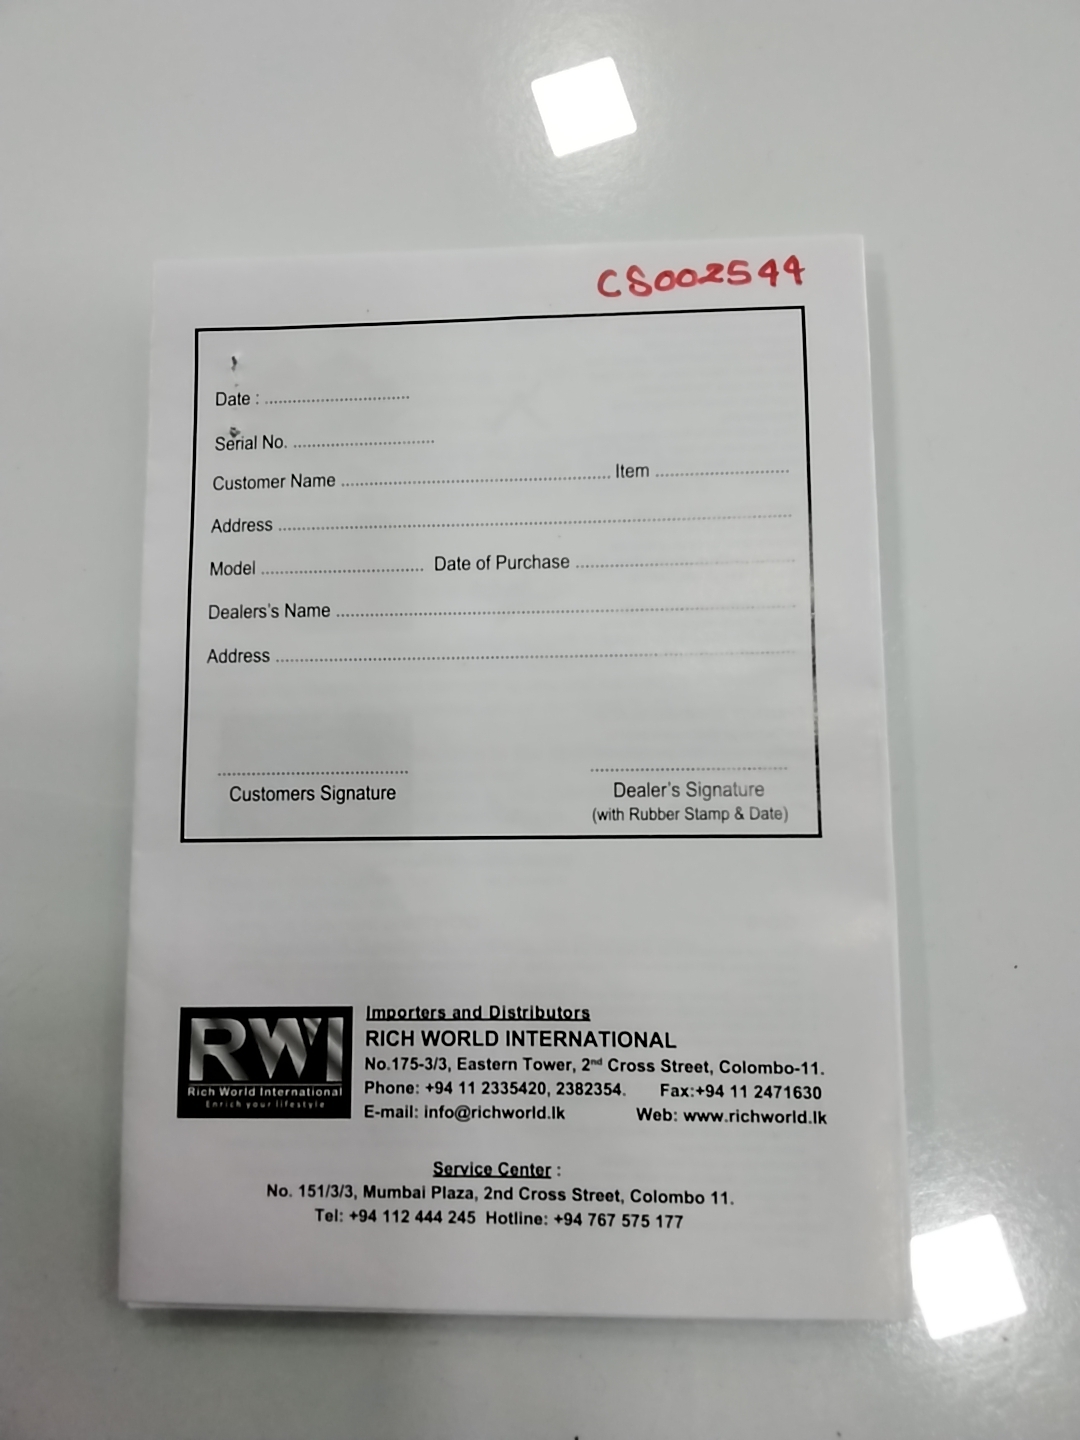 CS002544
Date : ................................
Serial No. ................................
Customer Name ............................................................ Item ..............................
Address ....................................................................................................................
Model .................................... Date of Purchase ..................................................
Dealers's Name ........................................................................................................
Address ....................................................................................................................
Customers Signature
Dealer's Signature
(with Rubber Stamp & Date)
RWI
Rich World International
Enrich your lifestyle
Importers and Distributors
RICH WORLD INTERNATIONAL
No.175-3/3, Eastern Tower, 2nd Cross Street, Colombo-11.
Phone: +94 11 2335420, 2382354. Fax:+94 11 2471630
E-mail: info@richworld.lk Web: www.richworld.lk
Service Center :
No. 151/3/3, Mumbai Plaza, 2nd Cross Street, Colombo 11.
Tel: +94 112 444 245 Hotline: +94 767 575 177